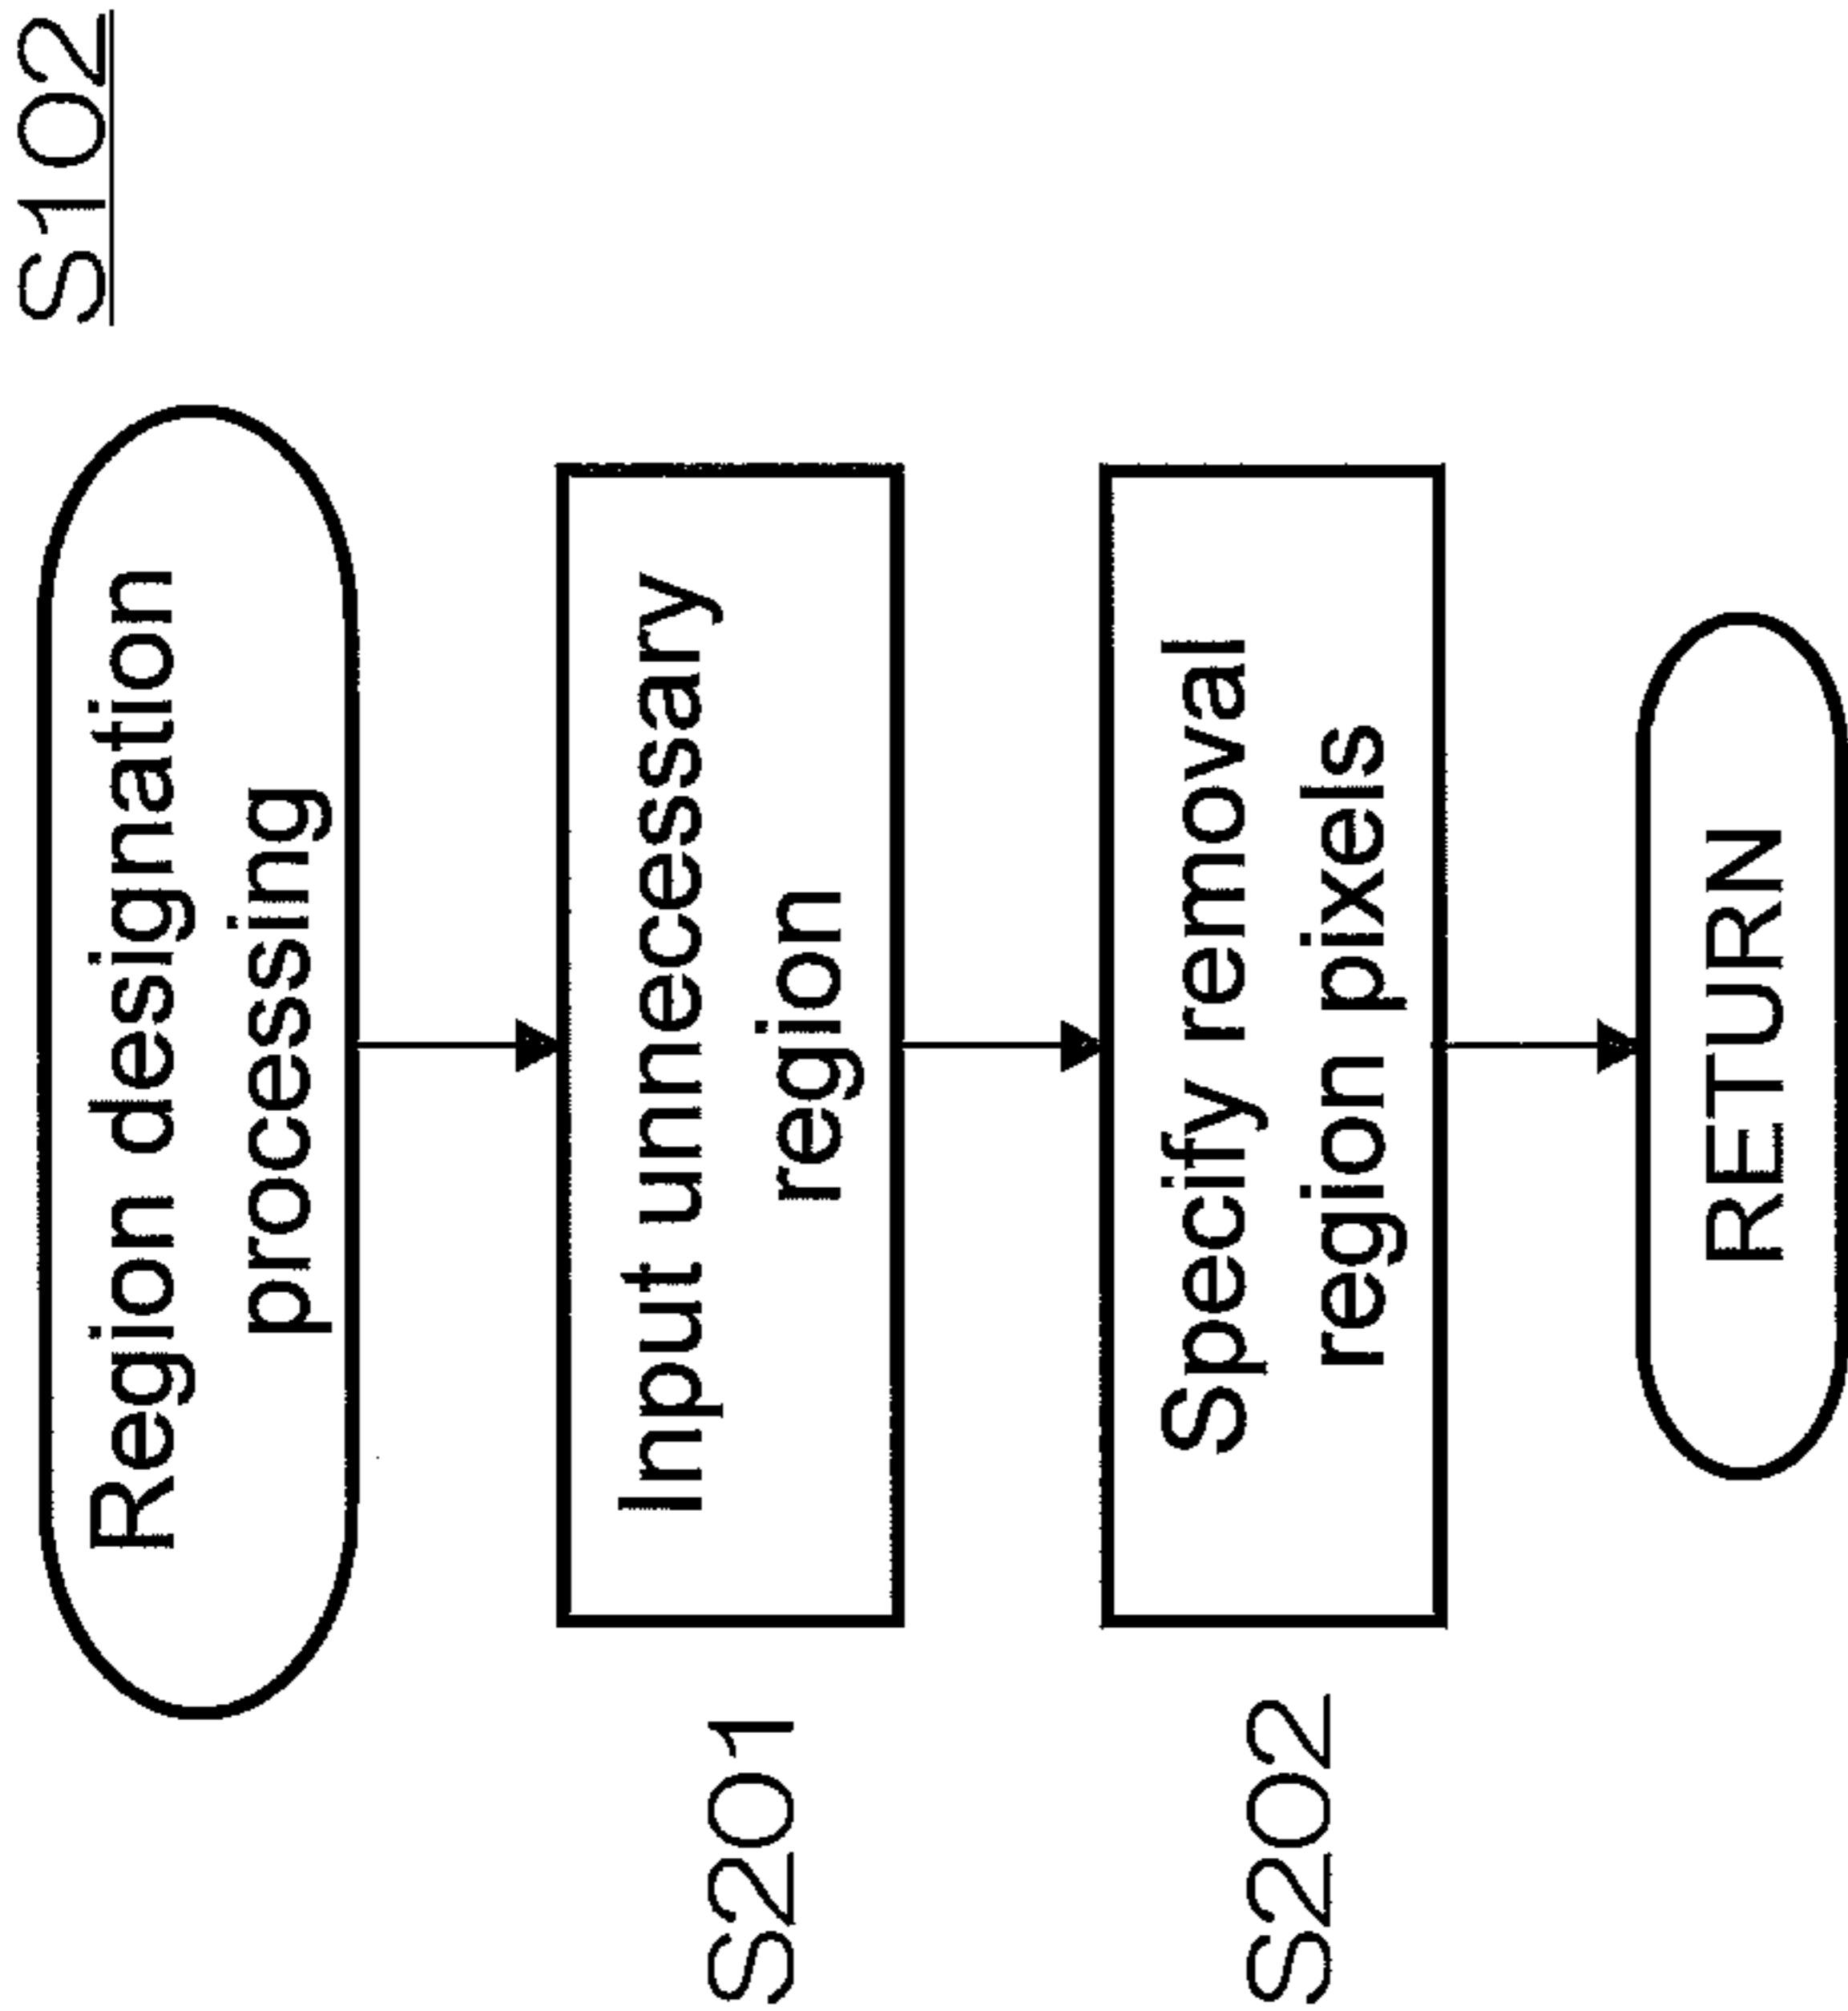 S102
Region designation
processing
S201
Input unnecessary
region
S202
Specify removal
region pixels
RETURN